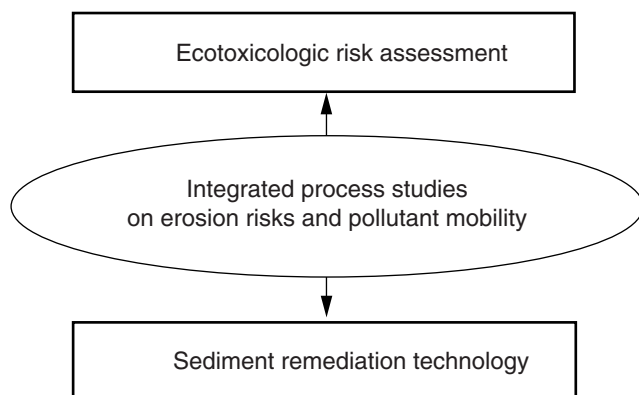 Ecotoxicologic risk assessment
Integrated process studies
on erosion risks and pollutant mobility
Sediment remediation technology